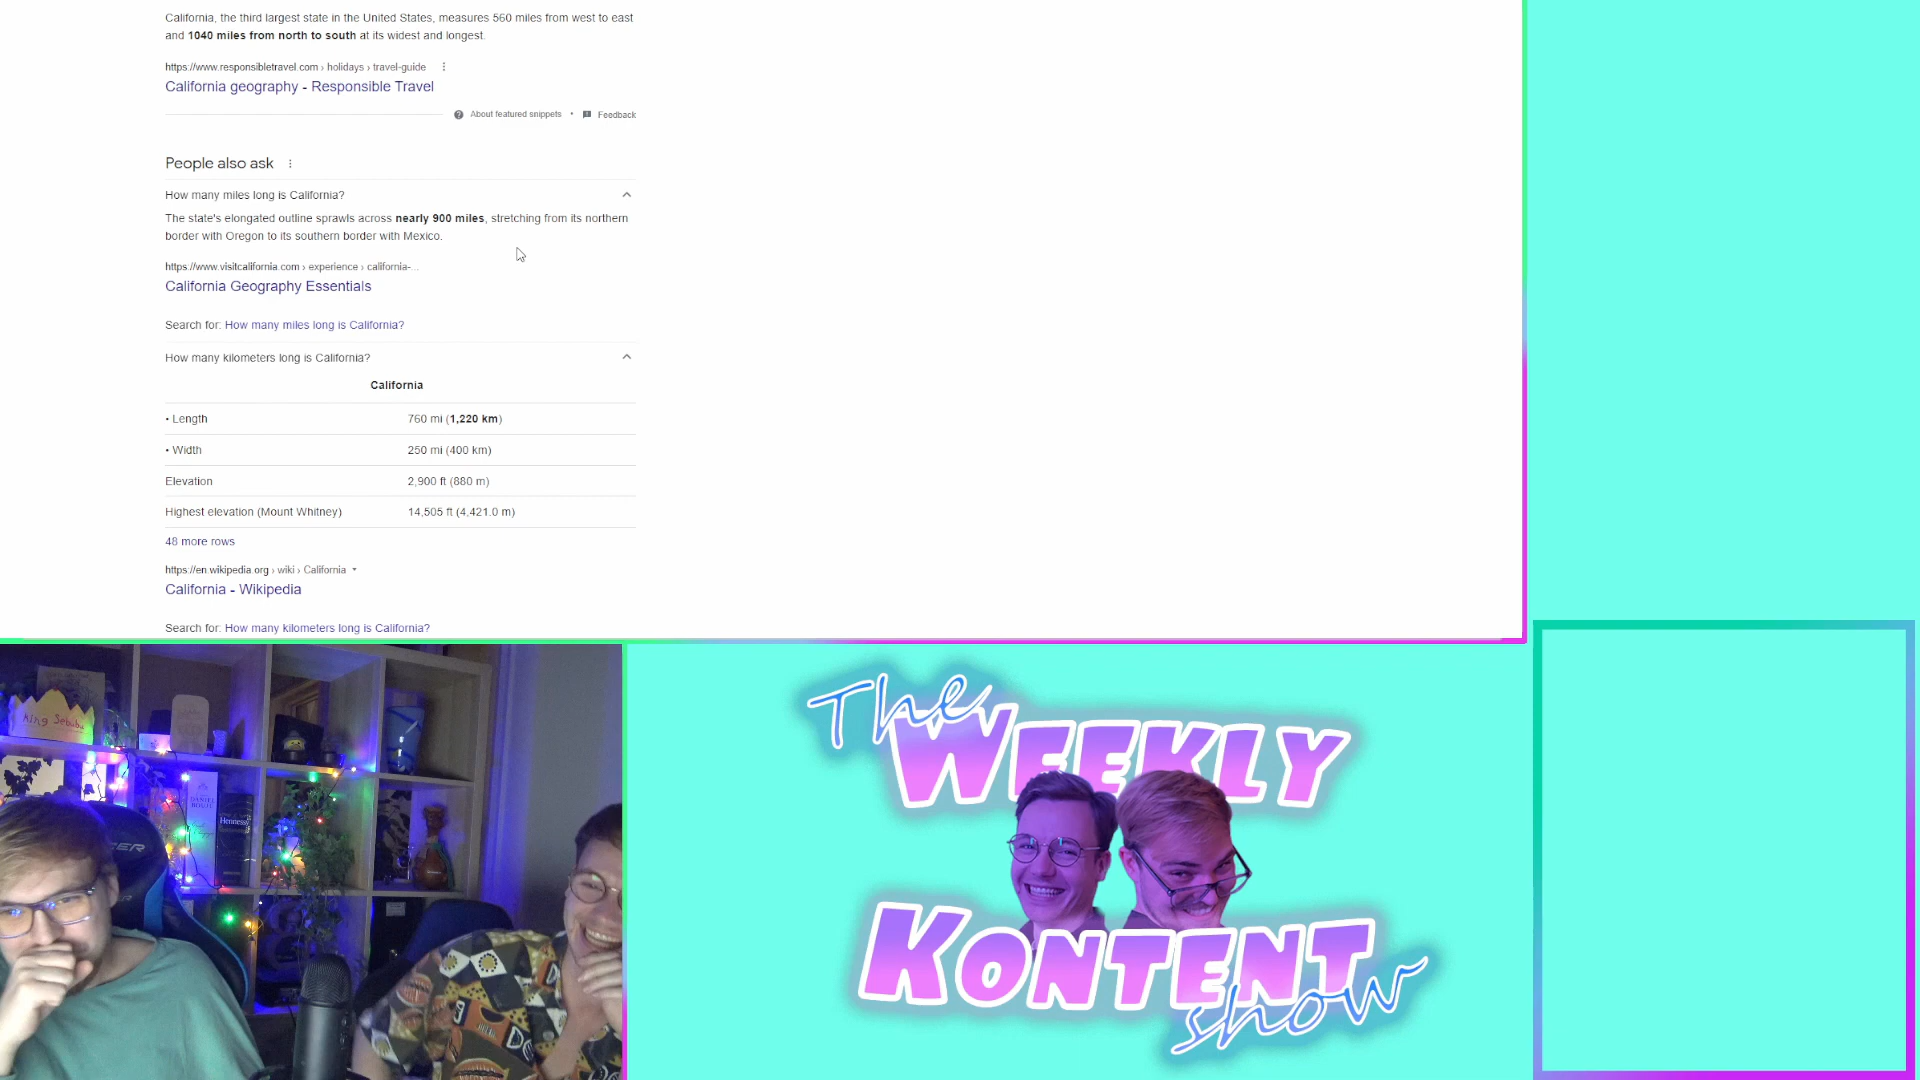 California, the third largest state in the United States, measures 560 miles from west to east
and 1040 miles from north to south at its widest and longest.
https://www.responsibletravel.com › holidays › travel-guide
California geography - Responsible Travel
About featured snippets • Feedback
People also ask
How many miles long is California?
The state's elongated outline sprawls across nearly 900 miles, stretching from its northern
border with Oregon to its southern border with Mexico.
https://www.visitcalifornia.com › experience › california-...
California Geography Essentials
Search for: How many miles long is California?
How many kilometers long is California?
California
• Length 760 mi (1,220 km)
• Width 250 mi (400 km)
Elevation 2,900 ft (880 m)
Highest elevation (Mount Whitney) 14,505 ft (4,421.0 m)
48 more rows
https://en.wikipedia.org › wiki › California
California - Wikipedia
Search for: How many kilometers long is California?
King Sebubu
Hennessy
The
WEEKLY
KONTENT
show